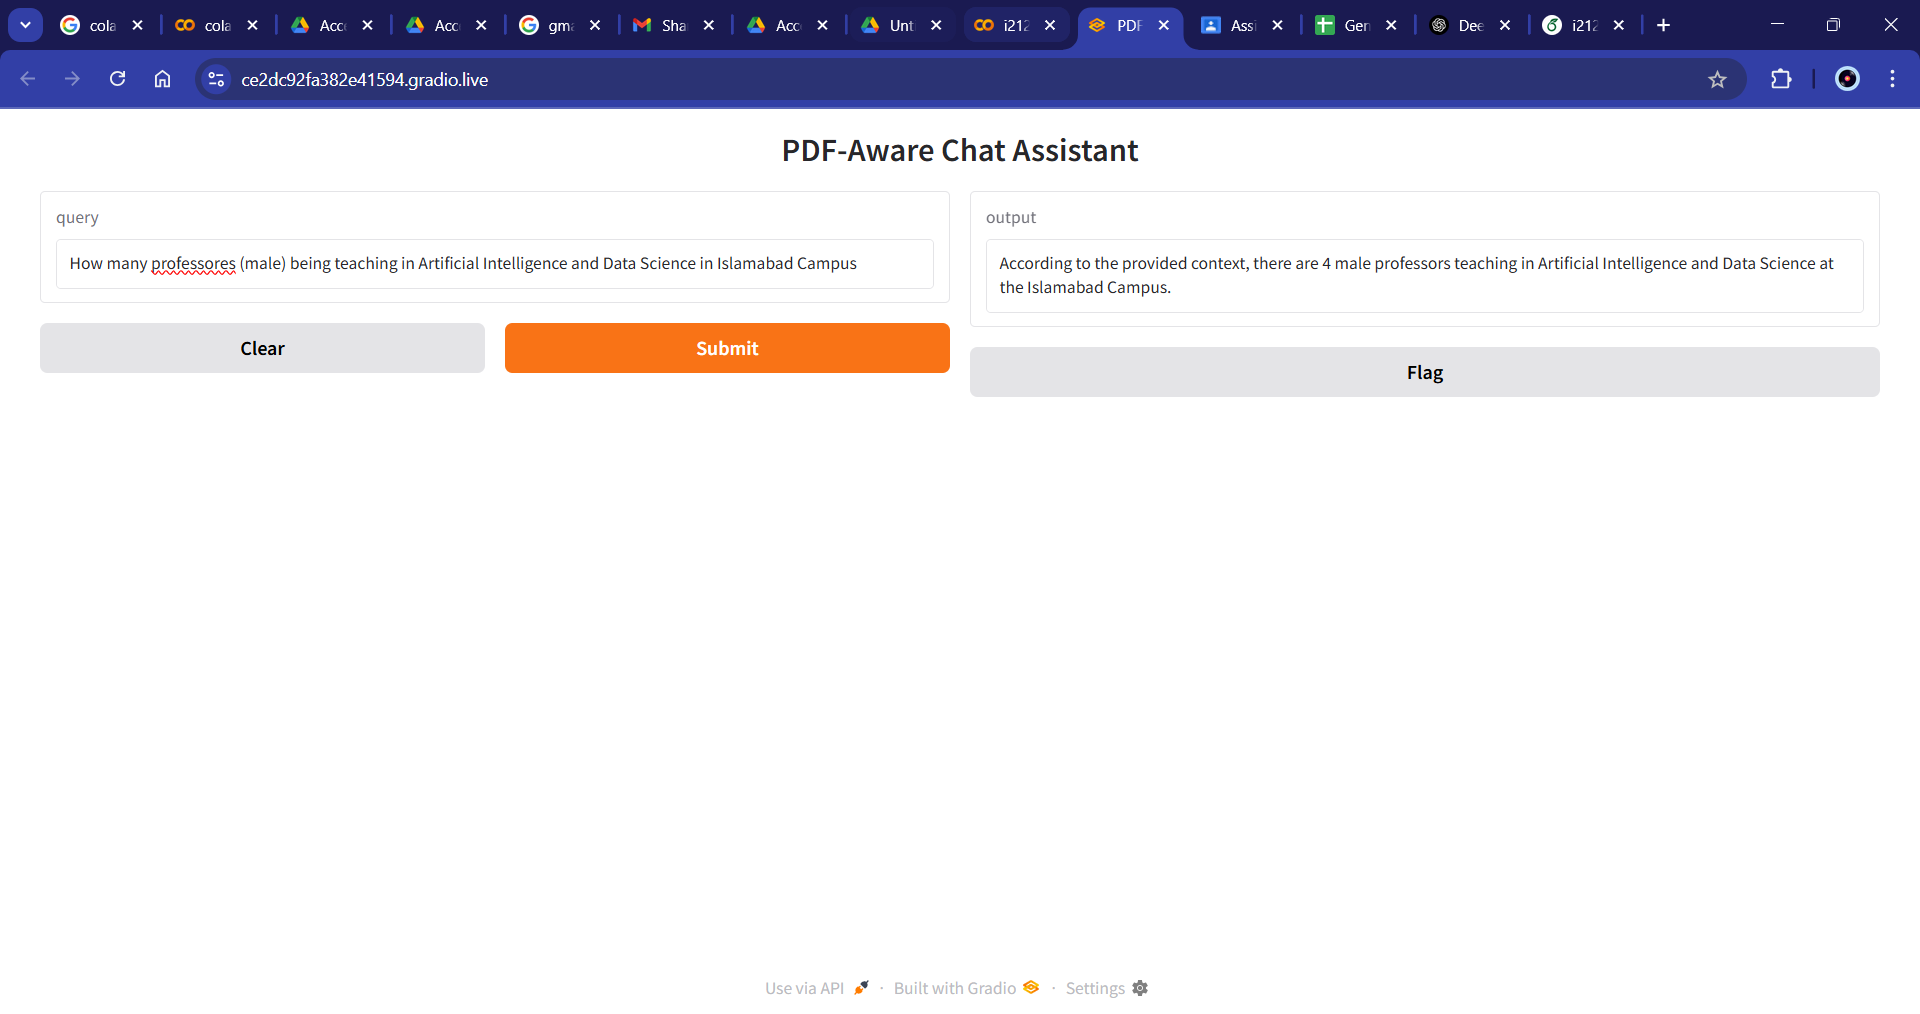 cola
cola
Acc
Acc
gm
Sha
Acc
Unt
i212
PDF
Assi
Gen
Dee
i212
ce2dc92fa382e41594.gradio.live
PDF-Aware Chat Assistant
query
How many professores (male) being teaching in Artificial Intelligence and Data Science in Islamabad Campus
Clear
Submit
output
According to the provided context, there are 4 male professors teaching in Artificial Intelligence and Data Science at
the Islamabad Campus.
Flag
Use via API · Built with Gradio · Settings